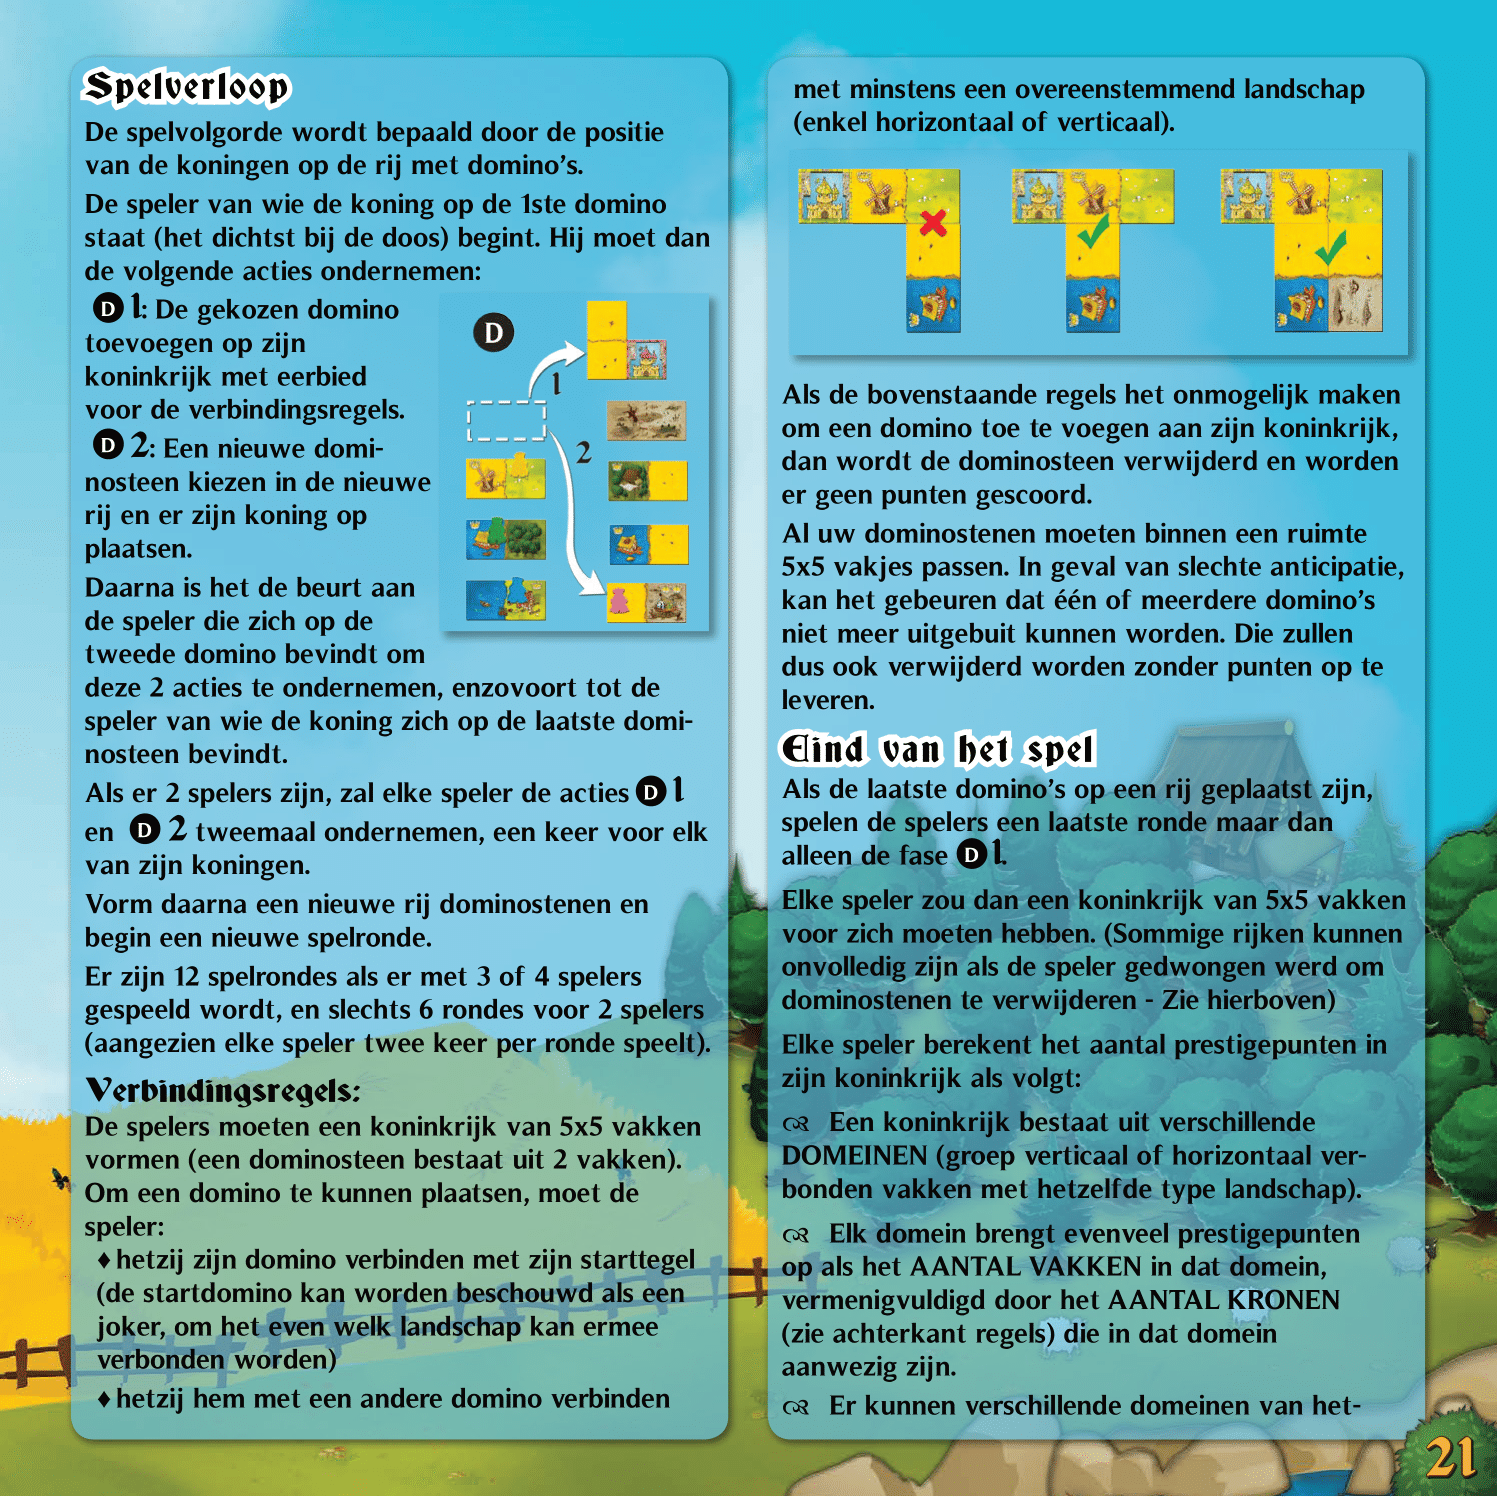 Spelverloop
De spelvolgorde wordt bepaald door de positie
van de koningen op de rij met domino’s.
De speler van wie de koning op de 1ste domino
staat (het dichtst bij de doos) begint. Hij moet dan
de volgende acties ondernemen:
D 1: De gekozen domino
toevoegen op zijn
koninkrijk met eerbied
voor de verbindingsregels.
D 2: Een nieuwe domi-
nosteen kiezen in de nieuwe
rij en er zijn koning op
plaatsen.
Daarna is het de beurt aan
de speler die zich op de
tweede domino bevindt om
deze 2 acties te ondernemen, enzovoort tot de
speler van wie de koning zich op de laatste domi-
nosteen bevindt.
D
1
2
Als er 2 spelers zijn, zal elke speler de acties D 1
en D 2 tweemaal ondernemen, een keer voor elk
van zijn koningen.
Vorm daarna een nieuwe rij dominostenen en
begin een nieuwe spelronde.
Er zijn 12 spelrondes als er met 3 of 4 spelers
gespeeld wordt, en slechts 6 rondes voor 2 spelers
(aangezien elke speler twee keer per ronde speelt).
Verbindingsregels:
De spelers moeten een koninkrijk van 5x5 vakken
vormen (een dominosteen bestaat uit 2 vakken).
Om een domino te kunnen plaatsen, moet de
speler:
♦ hetzij zijn domino verbinden met zijn starttegel
(de startdomino kan worden beschouwd als een
joker, om het even welk landschap kan ermee
verbonden worden)
♦ hetzij hem met een andere domino verbinden
met minstens een overeenstemmend landschap
(enkel horizontaal of verticaal).
Als de bovenstaande regels het onmogelijk maken
om een domino toe te voegen aan zijn koninkrijk,
dan wordt de dominosteen verwijderd en worden
er geen punten gescoord.
Al uw dominostenen moeten binnen een ruimte
5x5 vakjes passen. In geval van slechte anticipatie,
kan het gebeuren dat één of meerdere domino’s
niet meer uitgebuit kunnen worden. Die zullen
dus ook verwijderd worden zonder punten op te
leveren.
Eind van het spel
Als de laatste domino’s op een rij geplaatst zijn,
spelen de spelers een laatste ronde maar dan
alleen de fase D 1.
Elke speler zou dan een koninkrijk van 5x5 vakken
voor zich moeten hebben. (Sommige rijken kunnen
onvolledig zijn als de speler gedwongen werd om
dominostenen te verwijderen - Zie hierboven)
Elke speler berekent het aantal prestigepunten in
zijn koninkrijk als volgt:
Een koninkrijk bestaat uit verschillende
DOMEINEN (groep verticaal of horizontaal ver-
bonden vakken met hetzelfde type landschap).
Elk domein brengt evenveel prestigepunten
op als het AANTAL VAKKEN in dat domein,
vermenigvuldigd door het AANTAL KRONEN
(zie achterkant regels) die in dat domein
aanwezig zijn.
Er kunnen verschillende domeinen van het-
21